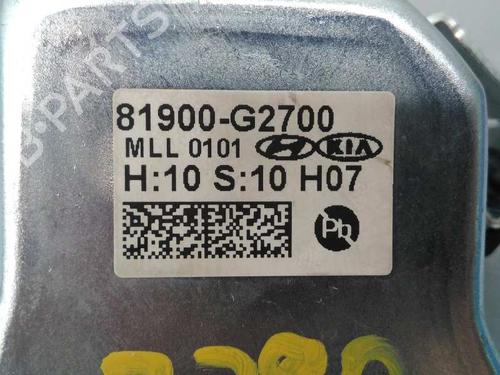 81900-G2700
MLL 0101 KIA
H:10 S:10 H07
Pb
B-PARTS